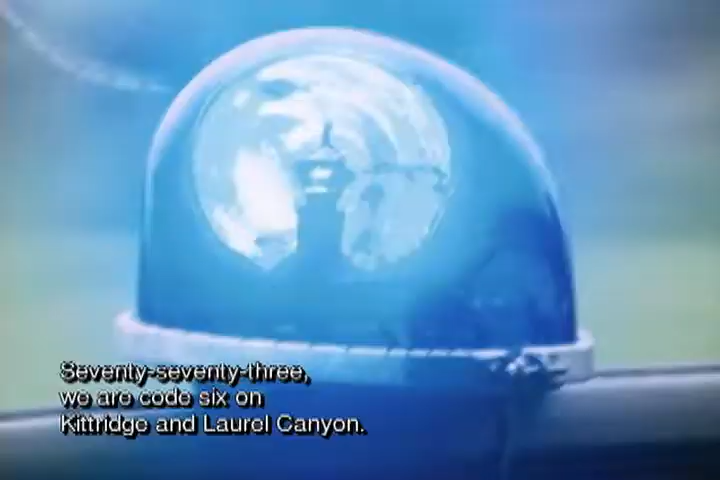 Seventy-seventy-three,
we are code six on
Kittridge and Laurel Canyon.